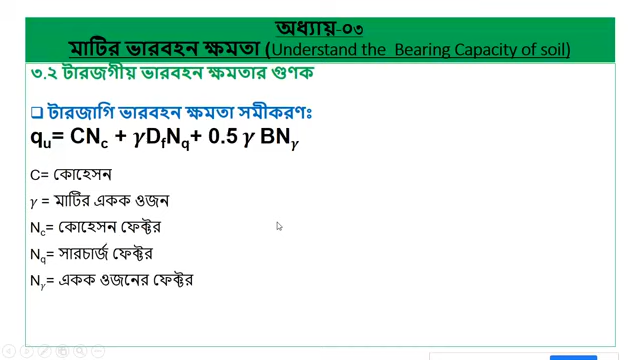 অধ্যায়-০৩
মাটির ভারবহন ক্ষমতা (Understand the Bearing Capacity of soil)
৩.২ টারজগীয় ভারবহন ক্ষমতার গুণক
টারজাগি ভারবহন ক্ষমতা সমীকরণঃ
qu= CNc + γDfNq+ 0.5 γ BNγ
C= কোহেসন
γ = মাটির একক ওজন
Nc= কোহেসন ফেক্টর
Nq= সারচার্জ ফেক্টর
Nγ= একক ওজনের ফেক্টর